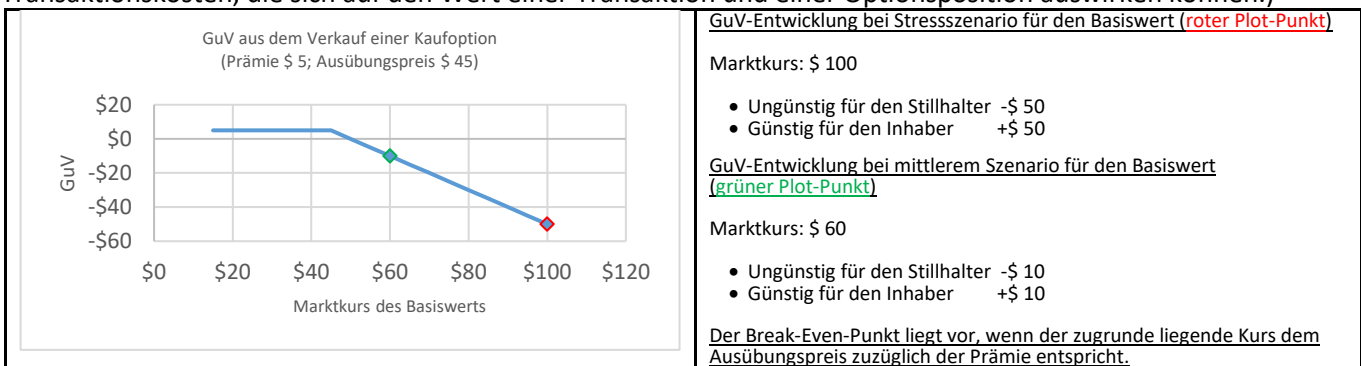 Transaktionskosten, die sich auf den Wert einer Transaktion und einer Optionsposition auswirken können.)
GuV aus dem Verkauf einer Kaufoption
(Prämie $ 5; Ausübungspreis $ 45)
$20
$0
-$20
-$40
-$60
GuV
$0 $20 $40 $60 $80 $100 $120
Marktkurs des Basiswerts
GuV-Entwicklung bei Stressszenario für den Basiswert (roter Plot-Punkt)
Marktkurs: $ 100
• Ungünstig für den Stillhalter -$ 50
• Günstig für den Inhaber +$ 50
GuV-Entwicklung bei mittlerem Szenario für den Basiswert
(grüner Plot-Punkt)
Marktkurs: $ 60
• Ungünstig für den Stillhalter -$ 10
• Günstig für den Inhaber +$ 10
Der Break-Even-Punkt liegt vor, wenn der zugrunde liegende Kurs dem
Ausübungspreis zuzüglich der Prämie entspricht.